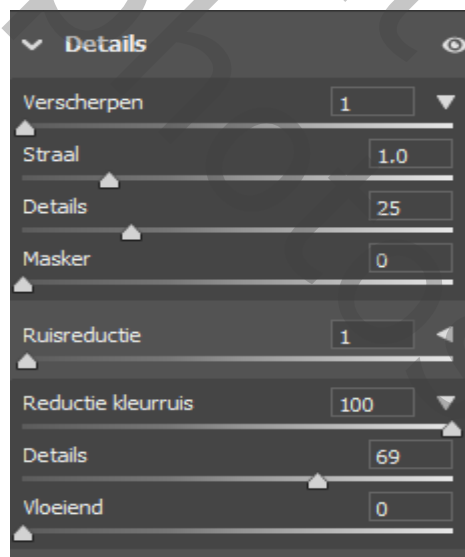 Details
Verscherpen 1
Straal 1.0
Details 25
Masker 0
Ruisreductie 1
Reductie kleurruis 100
Details 69
Vloeiend 0